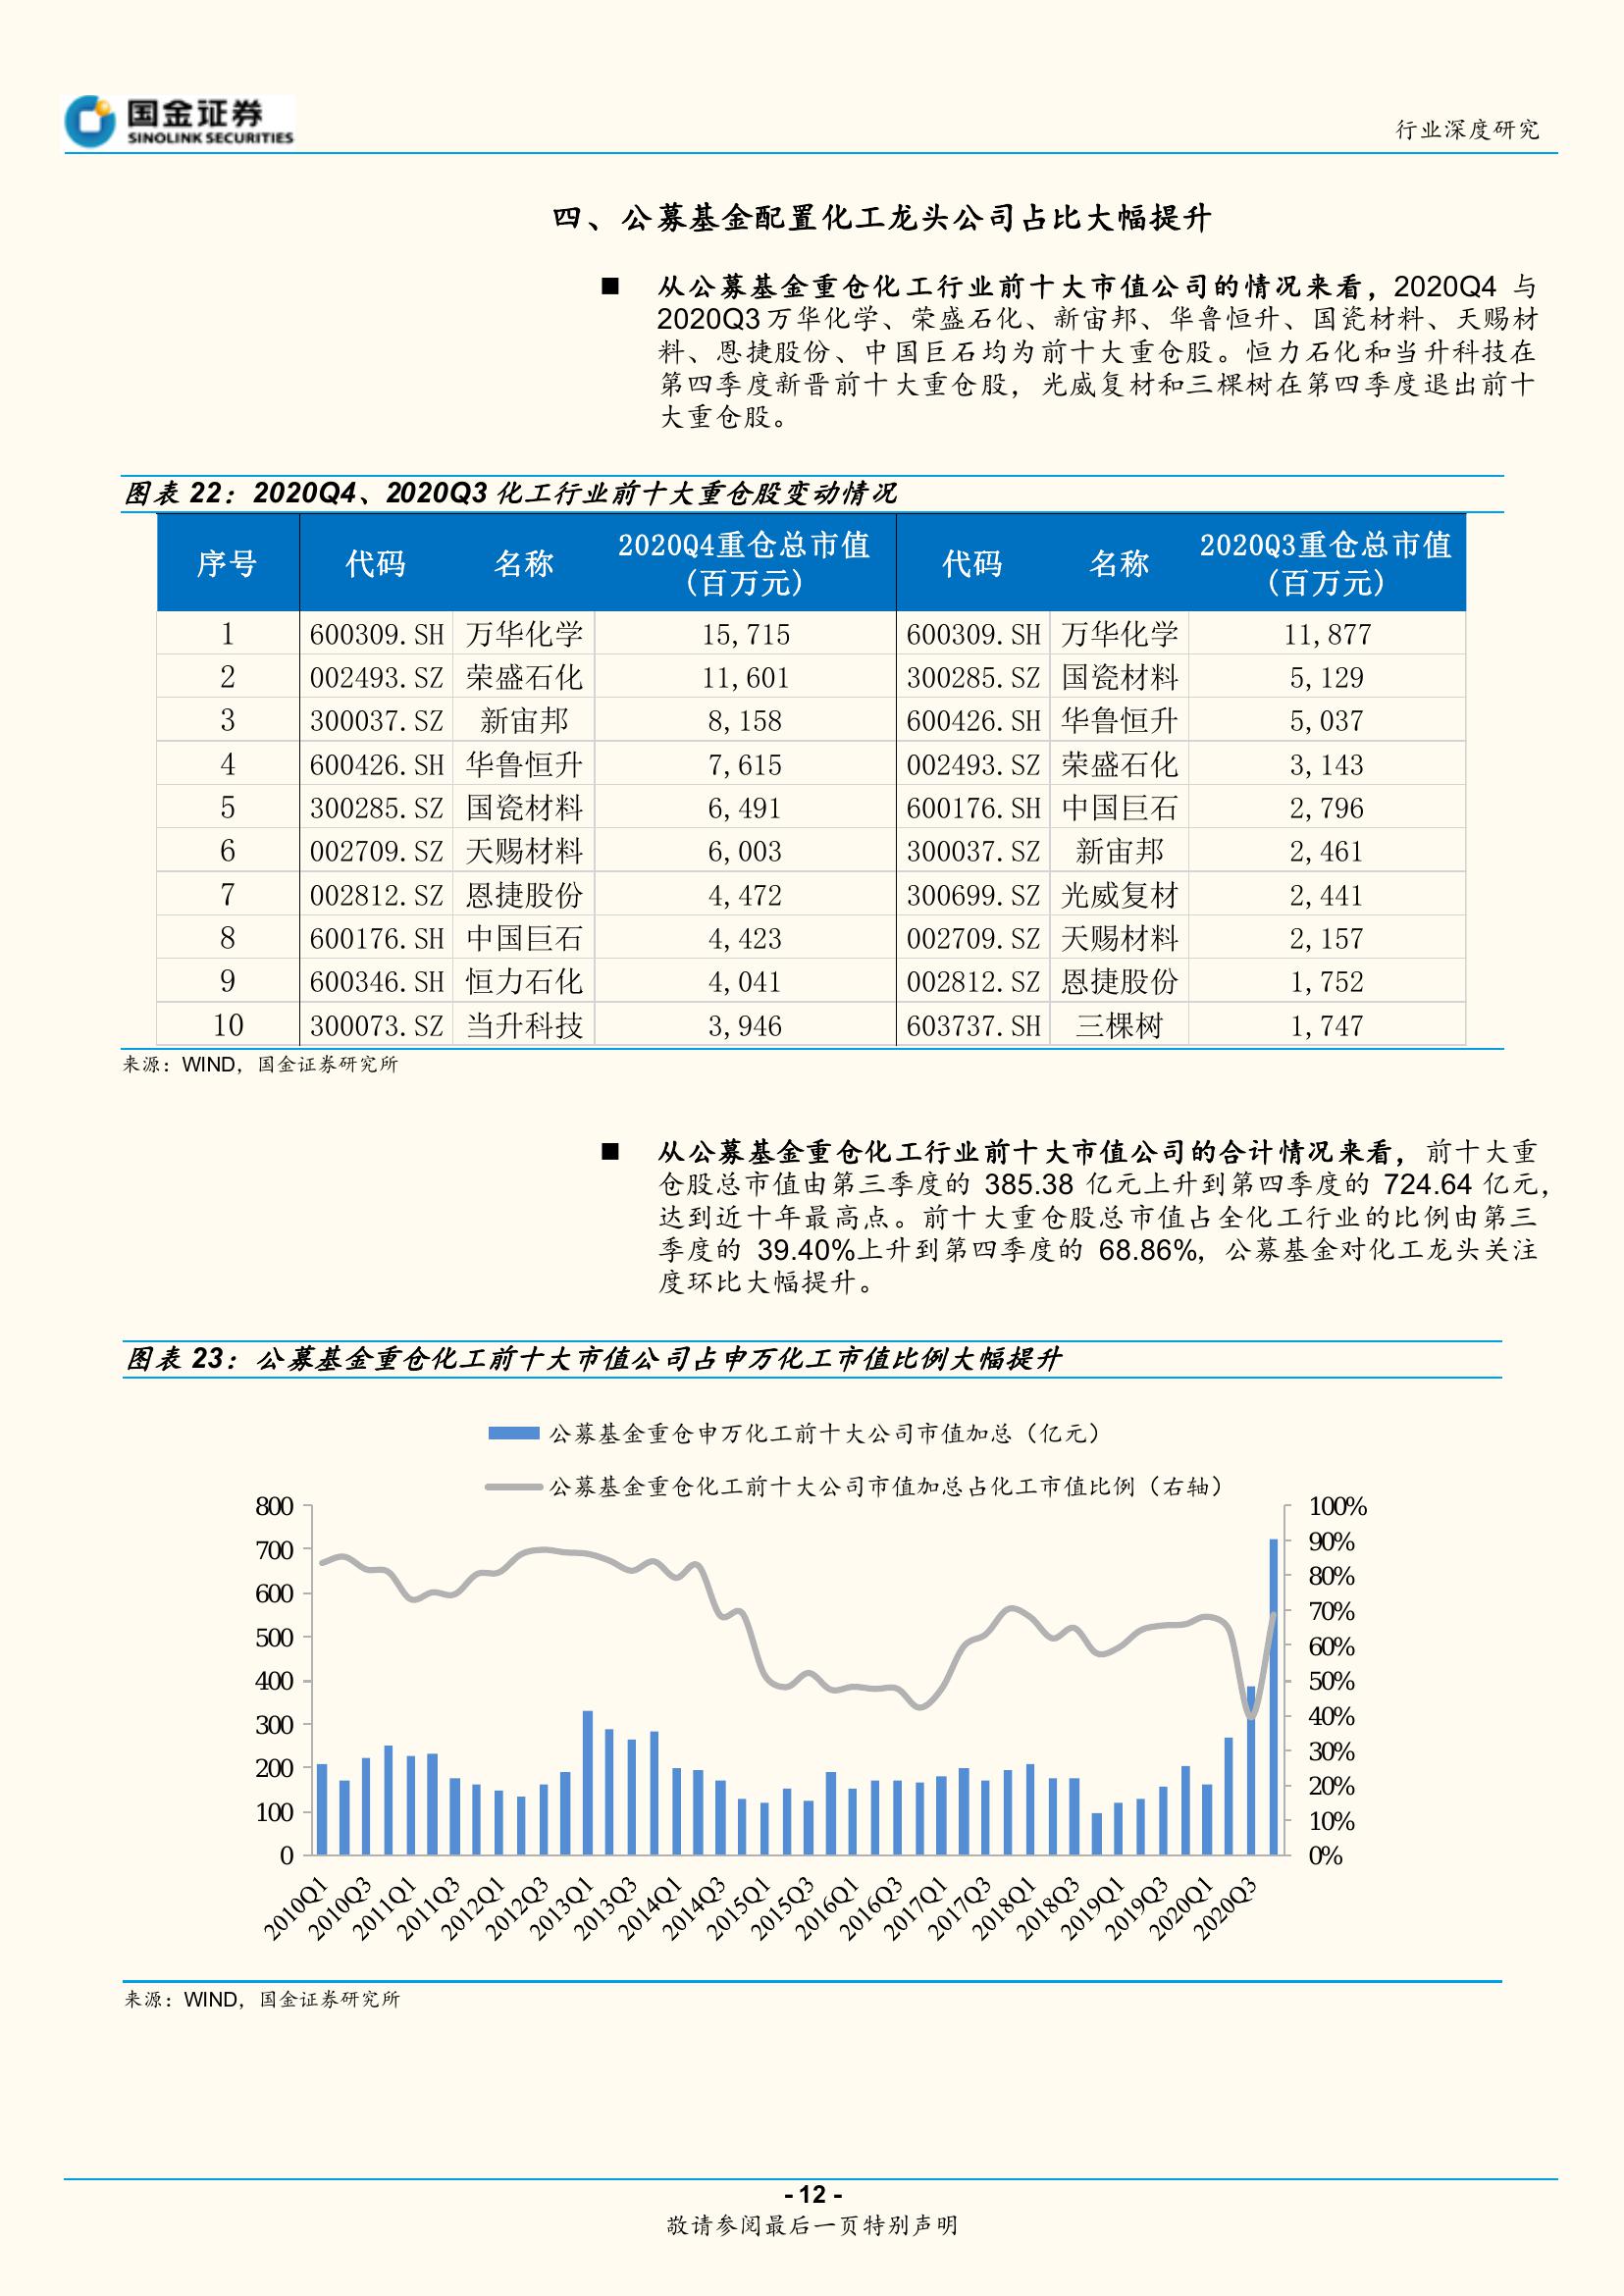 国金证券
SINOLINK SECURITIES
行业深度研究
四、公募基金配置化工龙头公司占比大幅提升
■ 从公募基金重仓化工行业前十大市值公司的情况来看，2020Q4 与
2020Q3万华化学、荣盛石化、新宙邦、华鲁恒升、国瓷材料、天赐材
料、恩捷股份、中国巨石均为前十大重仓股。恒力石化和当升科技在
第四季度新晋前十大重仓股，光威复材和三棵树在第四季度退出前十
大重仓股。
图表 22：2020Q4、2020Q3 化工行业前十大重仓股变动情况
序号 代码 名称 2020Q4重仓总市值(百万元) 代码 名称 2020Q3重仓总市值(百万元)
1 600309.SH 万华化学 15,715 600309.SH 万华化学 11,877
2 002493.SZ 荣盛石化 11,601 300285.SZ 国瓷材料 5,129
3 300037.SZ 新宙邦 8,158 600426.SH 华鲁恒升 5,037
4 600426.SH 华鲁恒升 7,615 002493.SZ 荣盛石化 3,143
5 300285.SZ 国瓷材料 6,491 600176.SH 中国巨石 2,796
6 002709.SZ 天赐材料 6,003 300037.SZ 新宙邦 2,461
7 002812.SZ 恩捷股份 4,472 300699.SZ 光威复材 2,441
8 600176.SH 中国巨石 4,423 002709.SZ 天赐材料 2,157
9 600346.SH 恒力石化 4,041 002812.SZ 恩捷股份 1,752
10 300073.SZ 当升科技 3,946 603737.SH 三棵树 1,747
来源：WIND，国金证券研究所
■ 从公募基金重仓化工行业前十大市值公司的合计情况来看，前十大重
仓股总市值由第三季度的 385.38 亿元上升到第四季度的 724.64 亿元，
达到近十年最高点。前十大重仓股总市值占全化工行业的比例由第三
季度的 39.40%上升到第四季度的 68.86%，公募基金对化工龙头关注
度环比大幅提升。
图表 23：公募基金重仓化工前十大市值公司占申万化工市值比例大幅提升
公募基金重仓申万化工前十大公司市值加总（亿元）
公募基金重仓化工前十大公司市值加总占化工市值比例（右轴）
800 100%
700 90%
600 80%
500 70%
400 60%
300 50%
200 40%
100 30%
0 20%
10%
0%
2010Q1 2010Q3 2011Q1 2011Q3 2012Q1 2012Q3 2013Q1 2013Q3 2014Q1 2014Q3 2015Q1 2015Q3 2016Q1 2016Q3 2017Q1 2017Q3 2018Q1 2018Q3 2019Q1 2019Q3 2020Q1 2020Q3
来源：WIND，国金证券研究所
- 12 -
敬请参阅最后一页特别声明